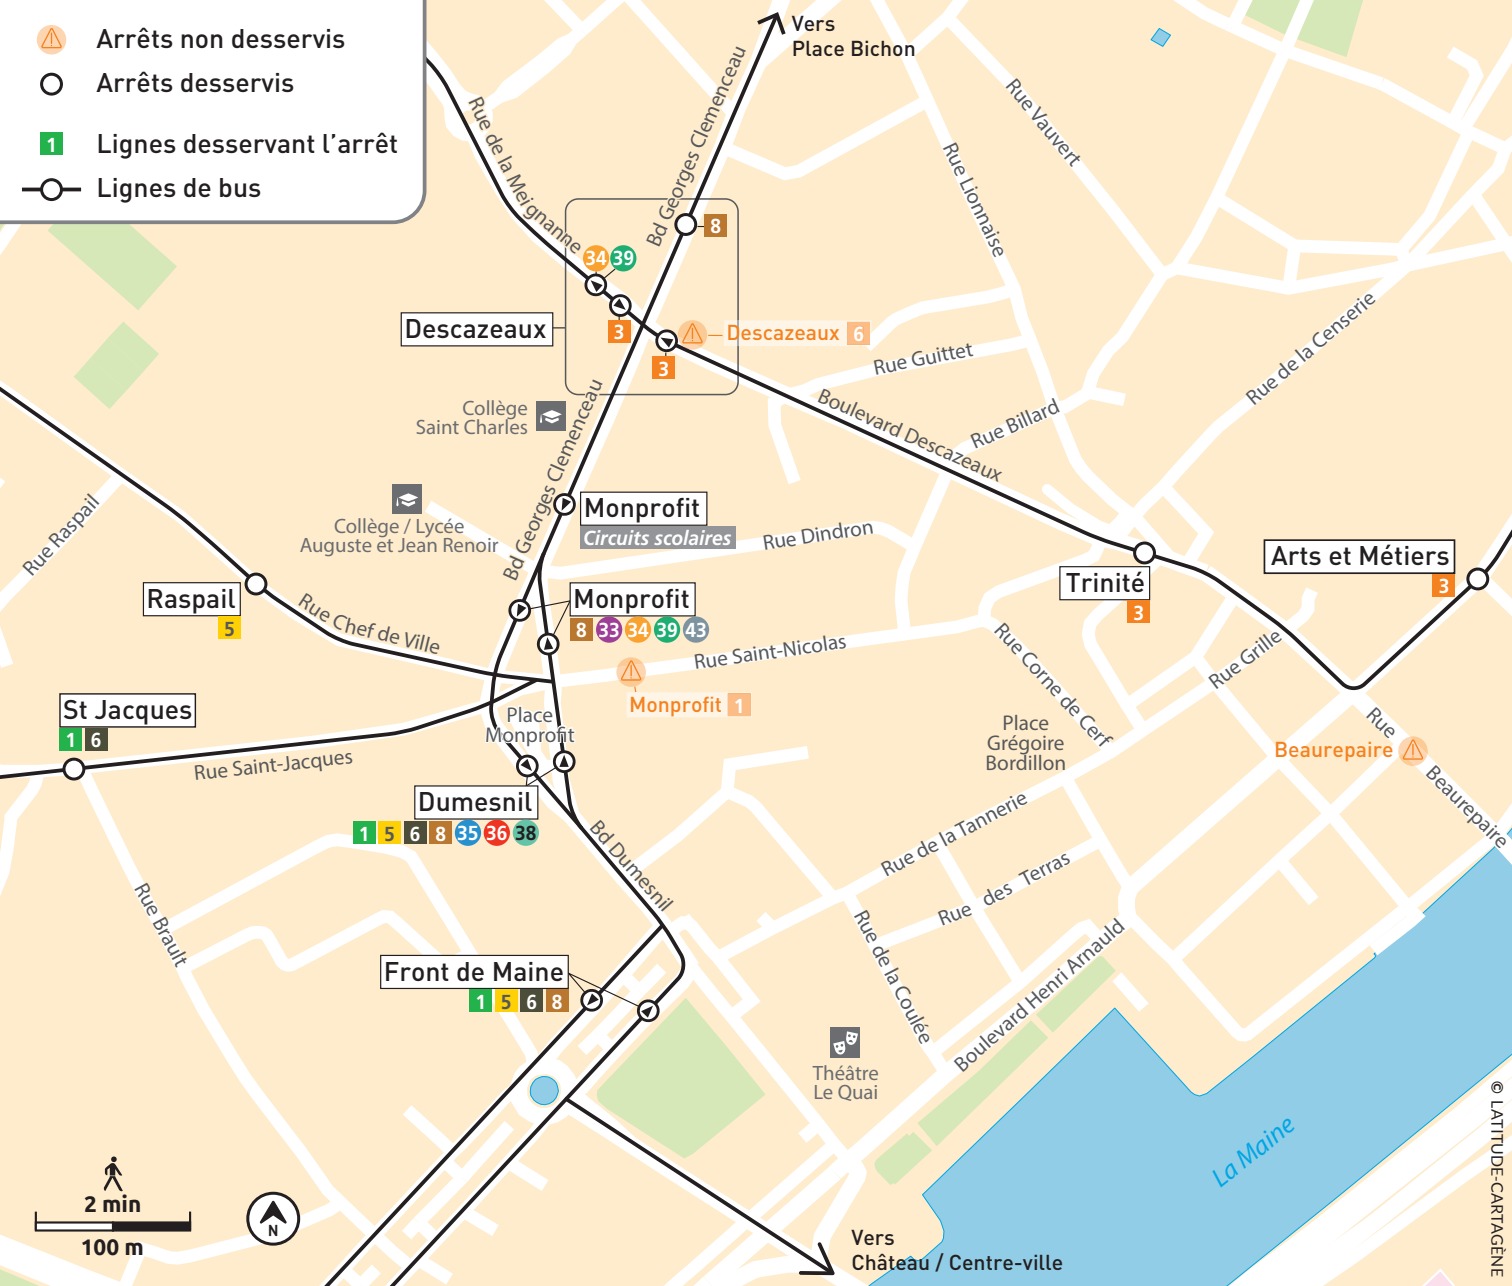 Arrêts non desservis
Arrêts desservis
1 Lignes desservant l'arrêt
Lignes de bus
Vers
Place Bichon
Rue de la Meignanne
Bd Georges Clemenceau
Rue Vauvert
Rue Lionnaise
8
34 39
Descazeaux
3
3
Descazeaux 6
Rue Guittet
Rue de la Censerie
Rue Billard
Boulevard Descazeaux
Collège
Saint Charles
Bd Georges Clemenceau
Collège / Lycée
Auguste et Jean Renoir
Monprofit
Circuits scolaires
Rue Dindron
Rue Raspail
Raspail
5
Rue Chef de Ville
Monprofit
8 33 34 39 43
Trinité
3
Arts et Métiers
3
Rue Saint-Nicolas
Monprofit 1
Rue Corne de Cerf
Rue Grille
St Jacques
1 6
Rue Saint-Jacques
Place
Monprofit
Place
Grégoire
Bordillon
Rue
Beaurepaire
Beaurepaire
Dumesnil
1 5 6 8 35 36 38
Bd Dumesnil
Rue de la Tannerie
Rue des Terras
Rue Brault
Rue de la Coulée
Boulevard Henri Arnauld
Front de Maine
1 5 6 8
Théâtre
Le Quai
La Maine
2 min
100 m
N
Vers
Château / Centre-ville
© LATITUDE-CARTAGÈNE